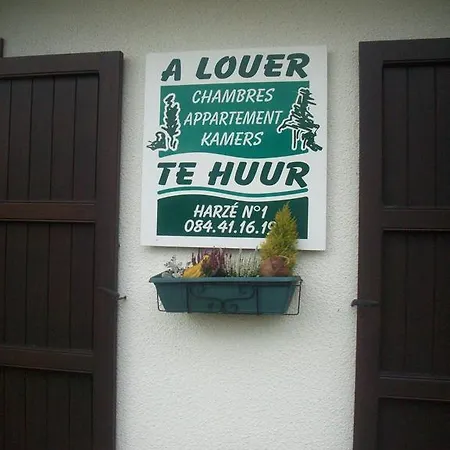 A LOUER
CHAMBRES
APPARTEMENT
KAMERS
TE HUUR
HARZÉ N°1
084.41.16.19